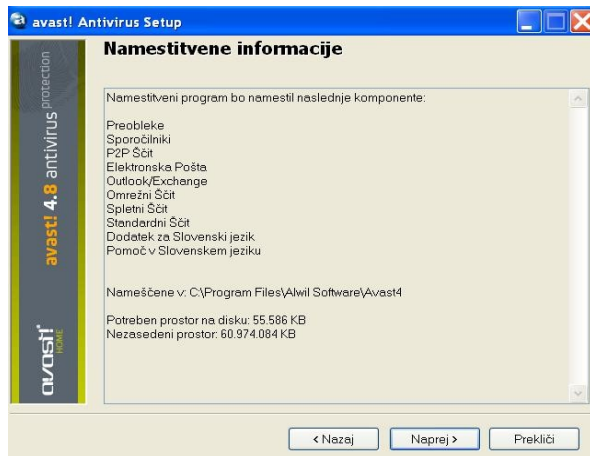 avast! Antivirus Setup
Namestitvene informacije
Namestitveni program bo namestil naslednje komponente:
Preobleke
Sporočilniki
P2P Ščit
Elektronska Pošta
Outlook/Exchange
Omrežni Ščit
Spletni Ščit
Standardni Ščit
Dodatek za Slovenski jezik
Pomoč v Slovenskem jeziku
Nameščene v: C:\Program Files\Alwil Software\Avast4
Potreben prostor na disku: 55.586 KB
Nezasedeni prostor: 60.974.084 KB
avast! 4.8 antivirus protection
avast!
HOME
< Nazaj
Naprej >
Prekliči